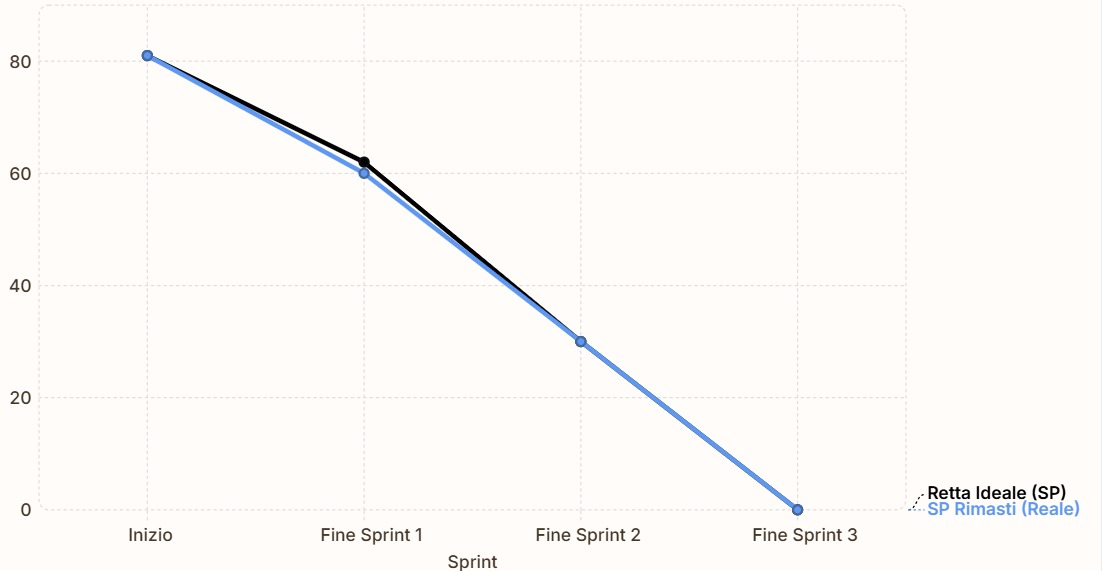 80
60
40
20
0
Inizio
Fine Sprint 1
Fine Sprint 2
Fine Sprint 3
Sprint
Retta Ideale (SP)
SP Rimasti (Reale)